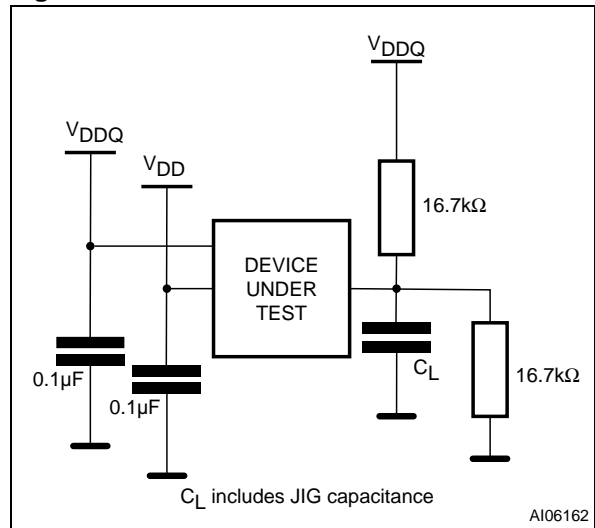 VDDQ
VDDQ
VDD
16.7kΩ
DEVICE
UNDER
TEST
0.1µF
0.1µF
CL
16.7kΩ
CL includes JIG capacitance
AI06162